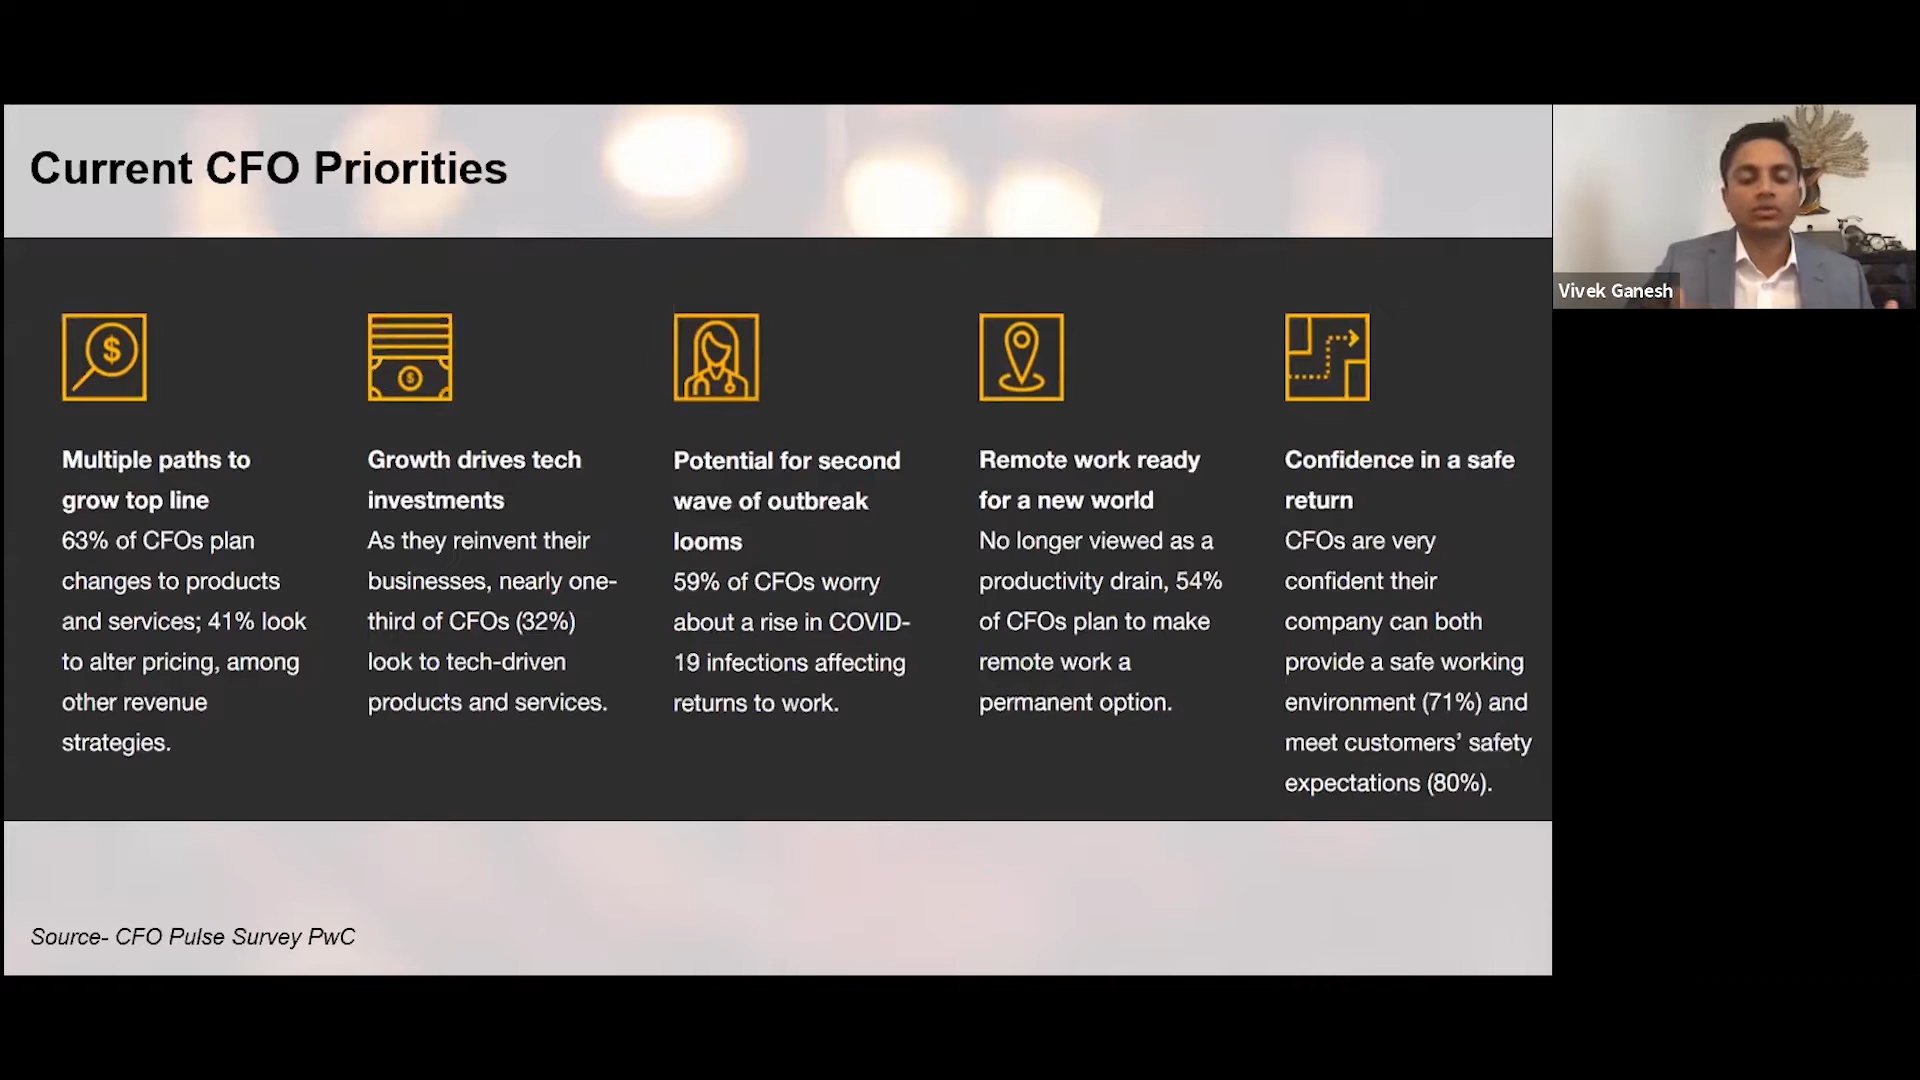 Current CFO Priorities
Multiple paths to
grow top line
63% of CFOs plan
changes to products
and services; 41% look
to alter pricing, among
other revenue
strategies.
Growth drives tech
investments
As they reinvent their
businesses, nearly one-
third of CFOs (32%)
look to tech-driven
products and services.
Potential for second
wave of outbreak
looms
59% of CFOs worry
about a rise in COVID-
19 infections affecting
returns to work.
Remote work ready
for a new world
No longer viewed as a
productivity drain, 54%
of CFOs plan to make
remote work a
permanent option.
Confidence in a safe
return
CFOs are very
confident their
company can both
provide a safe working
environment (71%) and
meet customers’ safety
expectations (80%).
Source- CFO Pulse Survey PwC
Vivek Ganesh